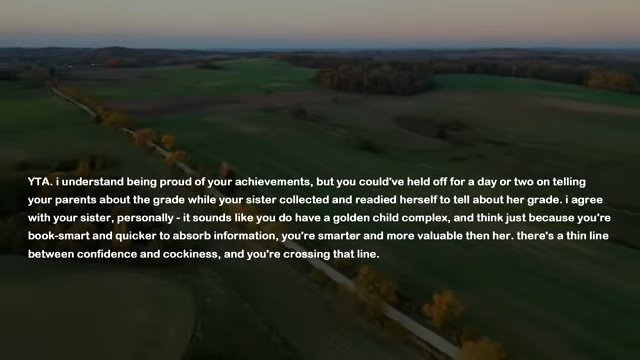 YTA. i understand being proud of your achievements, but you could've held off for a day or two on telling
your parents about the grade while your sister collected and readied herself to tell about her grade. i agree
with your sister, personally - it sounds like you do have a golden child complex, and think just because you're
book-smart and quicker to absorb information, you're smarter and more valuable then her. there's a thin line
between confidence and cockiness, and you're crossing that line.